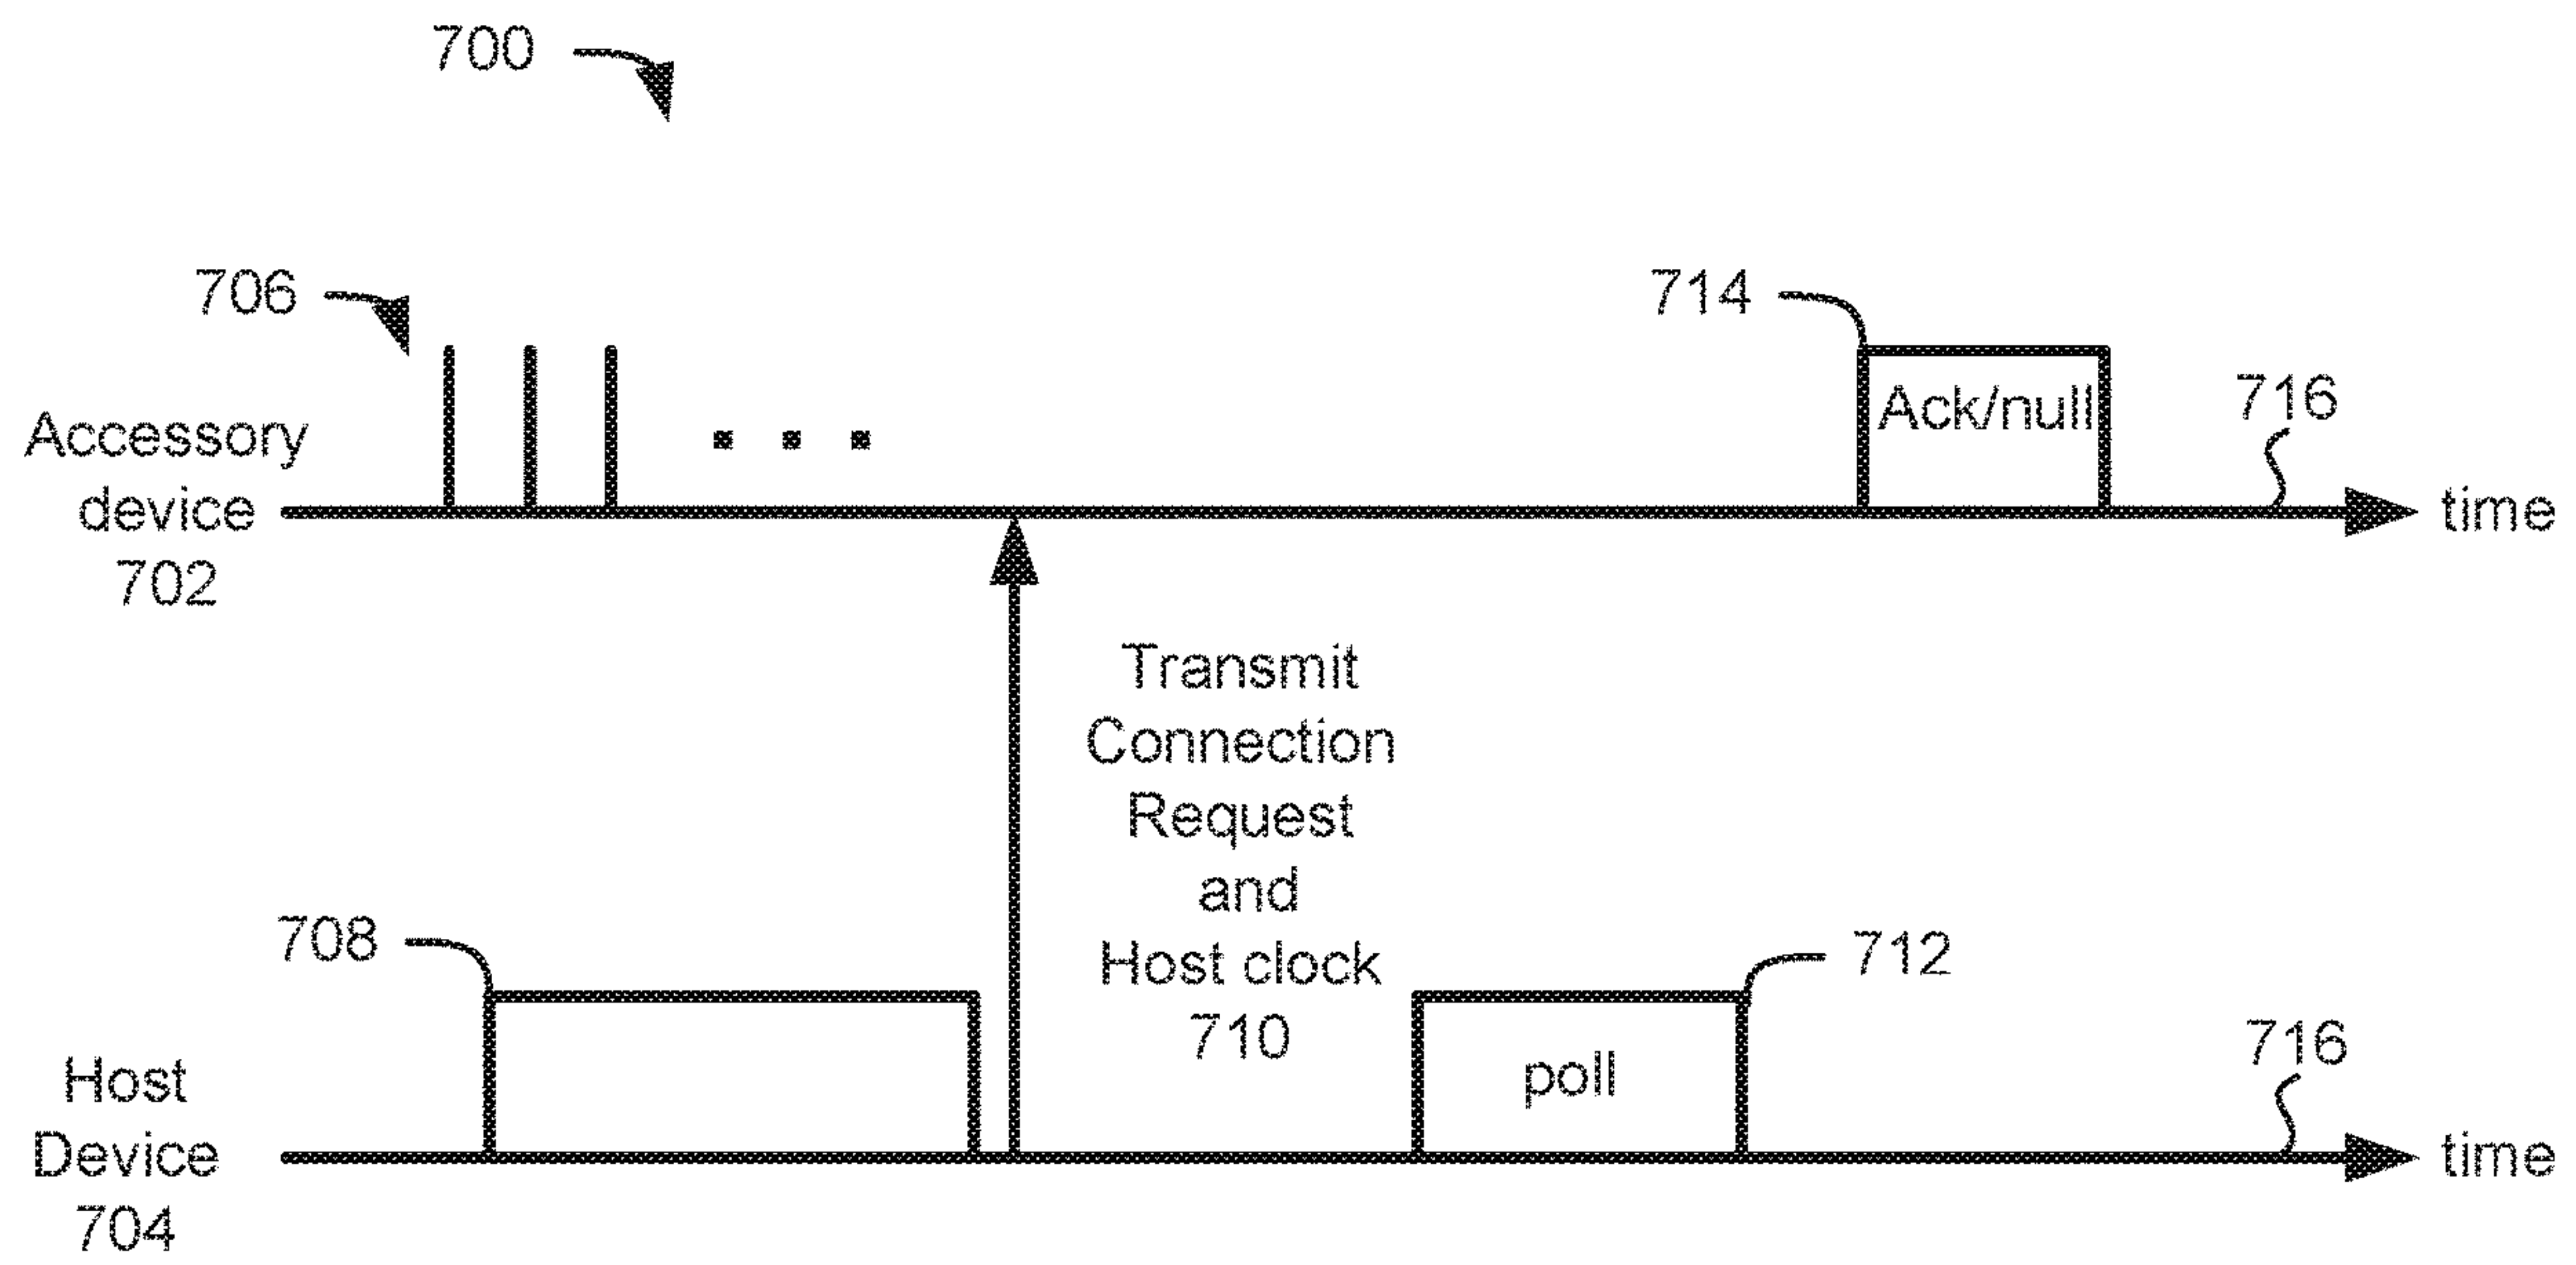 700
706
714
Ack/null
716
Accessory
device
702
time
Transmit
Connection
Request
and
Host clock
710
708
712
poll
716
Host
Device
704
time